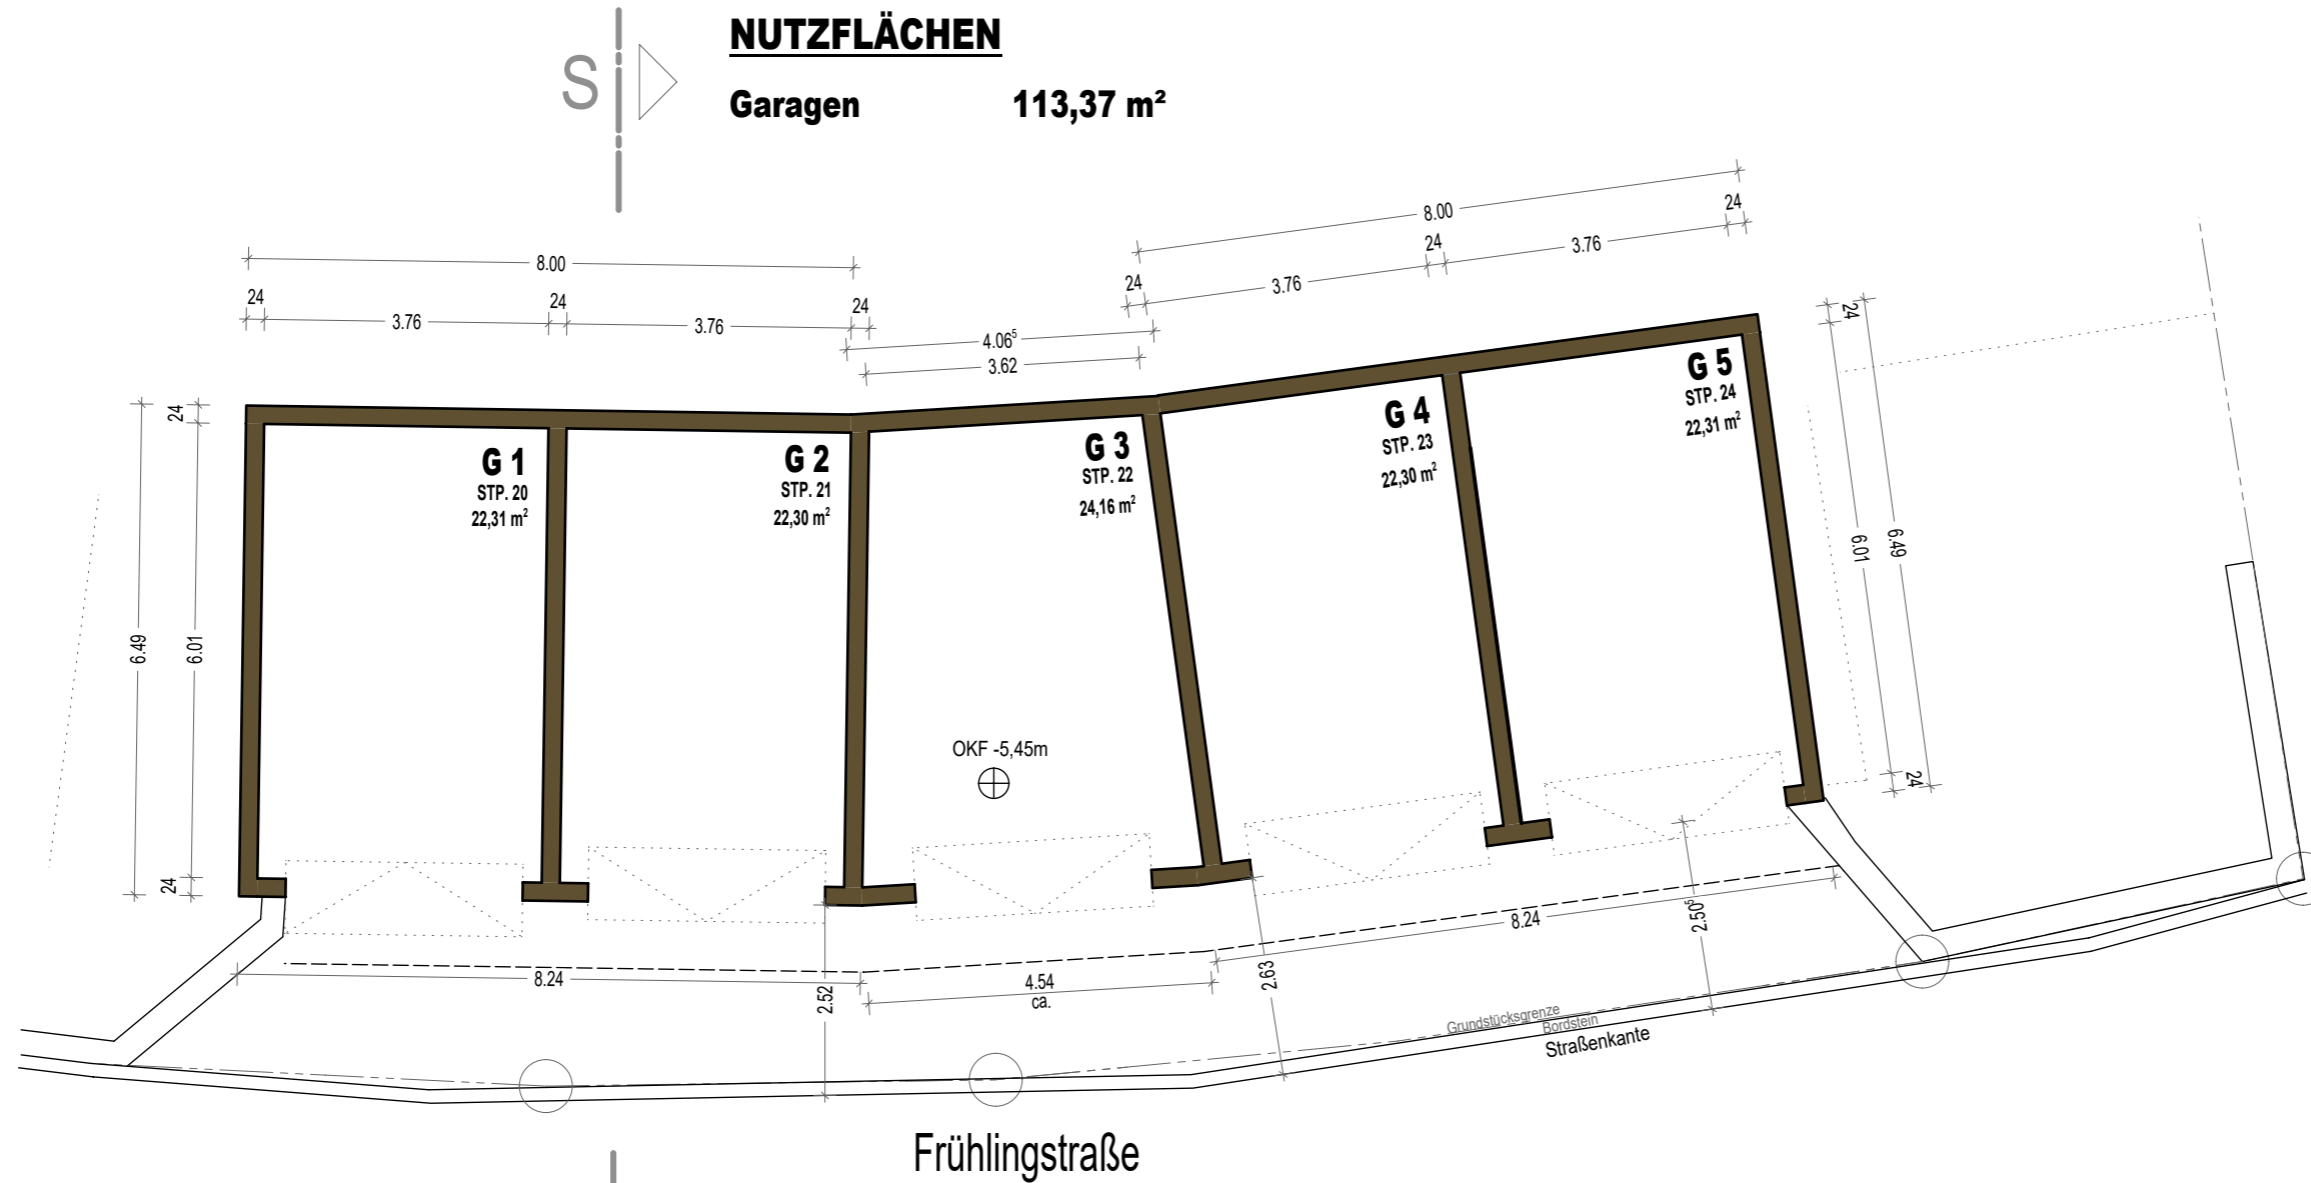 NUTZFLÄCHEN
S
Garagen 113,37 m²
8.00
24
24
3.76
24
8.00
24
3.76
24
3.76
24
3.76
24
4.06⁵
3.62
24
6.01
6.49
24
24
6.01
6.49
24
G 1
STP. 20
22,31 m²
G 2
STP. 21
22,30 m²
G 3
STP. 22
24,16 m²
G 4
STP. 23
22,30 m²
G 5
STP. 24
22,31 m²
OKF -5,45m
8.24
2.52
4.54
ca.
2.63
8.24
2.50⁵
Grundstücksgrenze
Bordstein
Straßenkante
Frühlingstraße